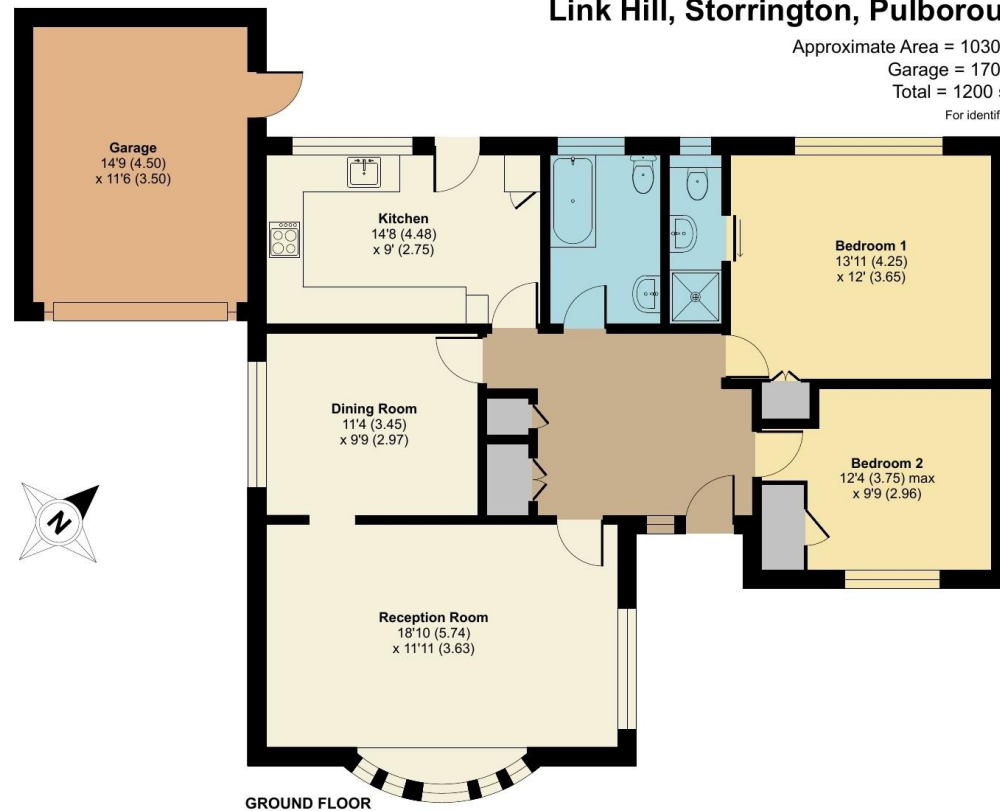 Link Hill, Storrington,
Approximate Area = 1030
Garage = 170
Total = 1200
For
Garage
14'9 (4.50)
x 11'6 (3.50)
Kitchen
14'8 (4.48)
x 9' (2.75)
Bedroom 1
13'11 (4.25)
x 12' (3.65)
Dining Room
11'4 (3.45)
x 9'9 (2.97)
Bedroom 2
12'4 (3.75) max
x 9'9 (2.96)
N
Reception Room
18'10 (5.74)
x 11'11 (3.63)
GROUND FLOOR